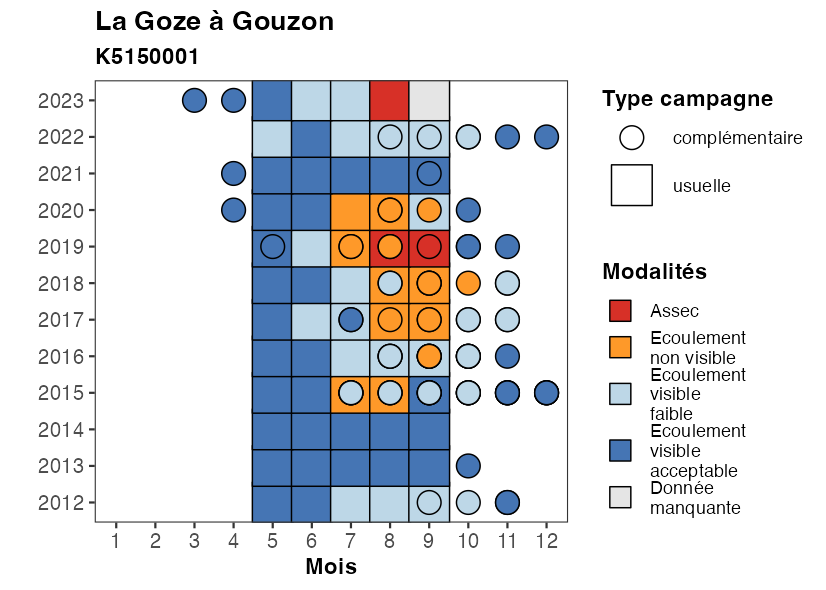 La Goze à Gouzon
K5150001
2023
2022
2021
2020
2019
2018
2017
2016
2015
2014
2013
2012
1 2 3 4 5 6 7 8 9 10 11 12
Mois
Type campagne
complémentaire
usuelle
Modalités
Assec
Ecoulement
non visible
Ecoulement
visible
faible
Ecoulement
visible
acceptable
Donnée
manquante